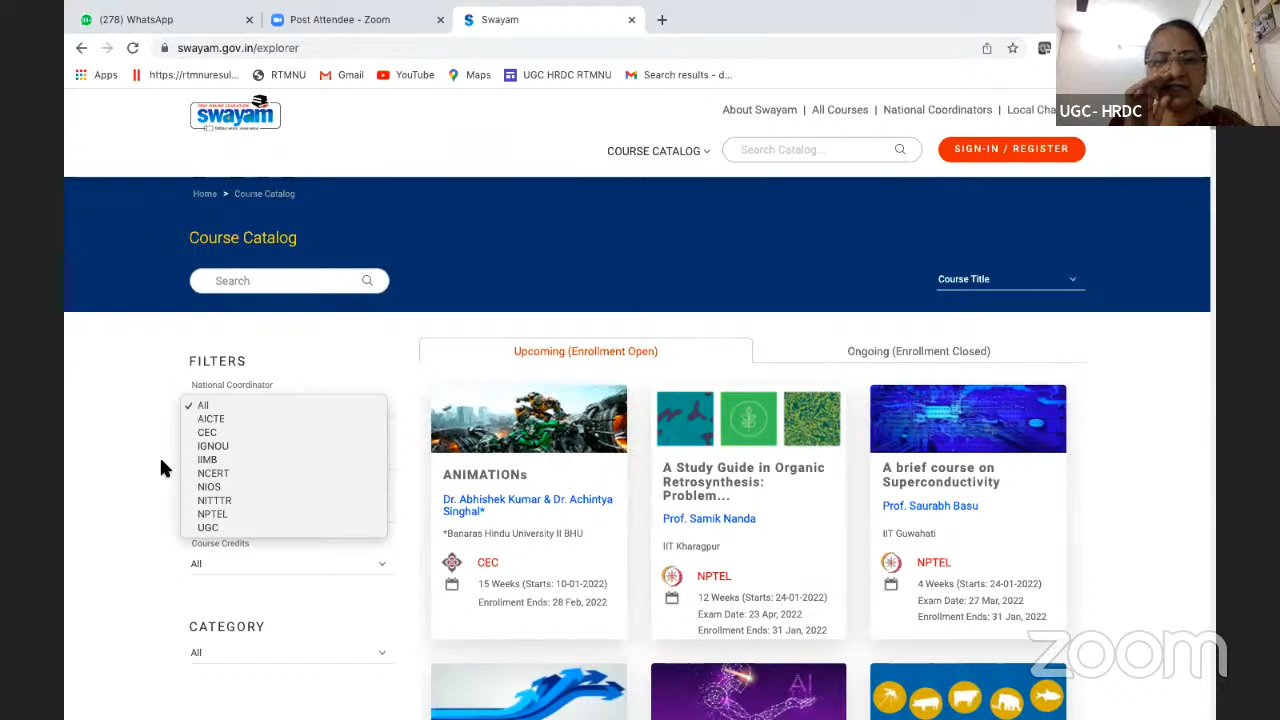 (278) WhatsApp
Post Attendee - Zoom
Swayam
swayam.gov.in/explorer
Apps
https://rtmnuresul...
RTMNU
Gmail
YouTube
Maps
UGC HRDC RTMNU
Search results - d...
UGC- HRDC
FREE ONLINE EDUCATION
swayam
About Swayam | All Courses | National Coordinators | Local Cha
COURSE CATALOG
Search Catalog...
SIGN-IN / REGISTER
Home > Course Catalog
Course Catalog
Search
Course Title
FILTERS
National Coordinator
All
AICTE
CEC
IGNOU
IIMB
NCERT
NIOS
NITTTR
NPTEL
UGC
Course Credits
All
CATEGORY
All
Upcoming (Enrollment Open)
Ongoing (Enrollment Closed)
ANIMATIONs
Dr. Abhishek Kumar & Dr. Achintya
Singhal*
*Banaras Hindu University II BHU
CEC
15 Weeks (Starts: 10-01-2022)
Enrollment Ends: 28 Feb, 2022
A Study Guide in Organic
Retrosynthesis:
Problem...
Prof. Samik Nanda
IIT Kharagpur
NPTEL
12 Weeks (Starts: 24-01-2022)
Exam Date: 23 Apr, 2022
Enrollment Ends: 31 Jan, 2022
A brief course on
Superconductivity
Prof. Saurabh Basu
IIT Guwahati
NPTEL
4 Weeks (Starts: 24-01-2022)
Exam Date: 27 Mar, 2022
Enrollment Ends: 31 Jan, 2022
AI
zoom